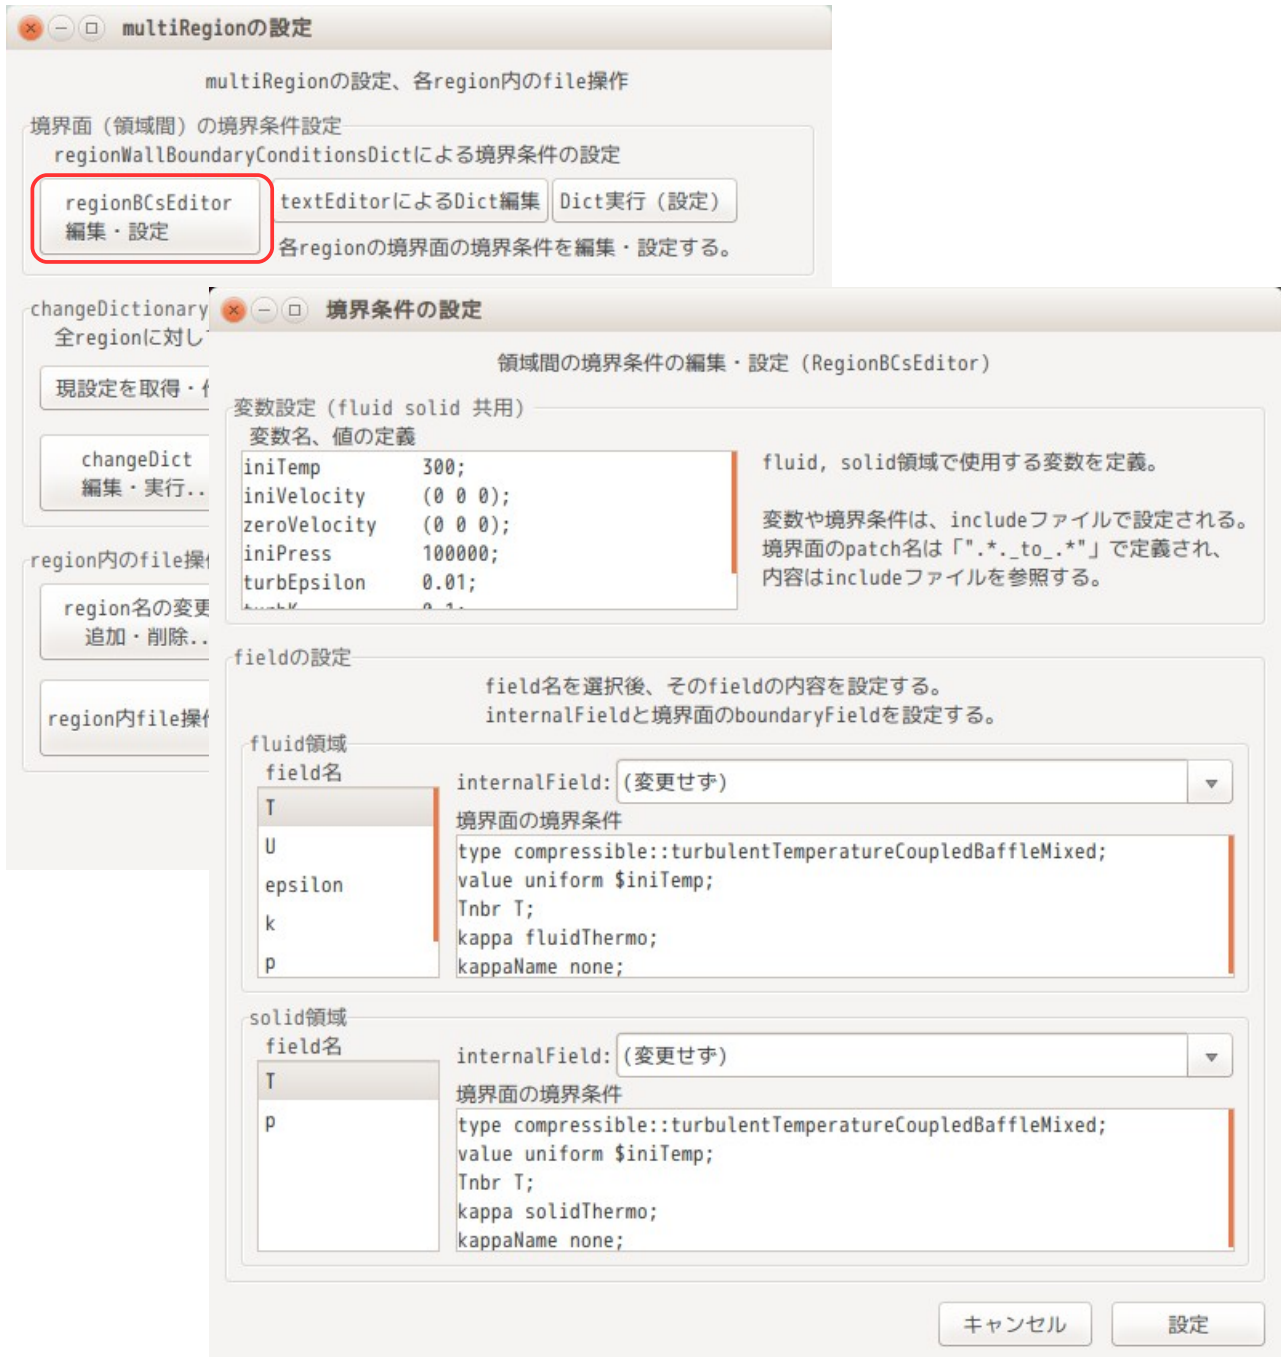 multiRegionの設定
multiRegionの設定、各region内のfile操作
境界面（領域間）の境界条件設定
regionWallBoundaryConditionsDictによる境界条件の設定
regionBCsEditor
編集・設定
textEditorによるDict編集
Dict実行（設定）
各regionの境界面の境界条件を編集・設定する。
changeDictionary
全regionに対し
現設定を取得・
changeDict
編集・実行..
region内のfile操
region名の変更
追加・削除..
region内file操
境界条件の設定
領域間の境界条件の編集・設定（RegionBCsEditor）
変数設定（fluid solid 共用）
変数名、値の定義
iniTemp 300;
iniVelocity (0 0 0);
zeroVelocity (0 0 0);
iniPress 100000;
turbEpsilon 0.01;
fluid, solid領域で使用する変数を定義。
変数や境界条件は、includeファイルで設定される。
境界面のpatch名は「".*._to_.*"」で定義され、
内容はincludeファイルを参照する。
fieldの設定
field名を選択後、そのfieldの内容を設定する。
internalFieldと境界面のboundaryFieldを設定する。
fluid領域
field名
T
U
epsilon
k
p
internalField: (変更せず)
境界面の境界条件
type compressible::turbulentTemperatureCoupledBaffleMixed;
value uniform $iniTemp;
Tnbr T;
kappa fluidThermo;
kappaName none;
solid領域
field名
T
p
internalField: (変更せず)
境界面の境界条件
type compressible::turbulentTemperatureCoupledBaffleMixed;
value uniform $iniTemp;
Tnbr T;
kappa solidThermo;
kappaName none;
キャンセル
設定